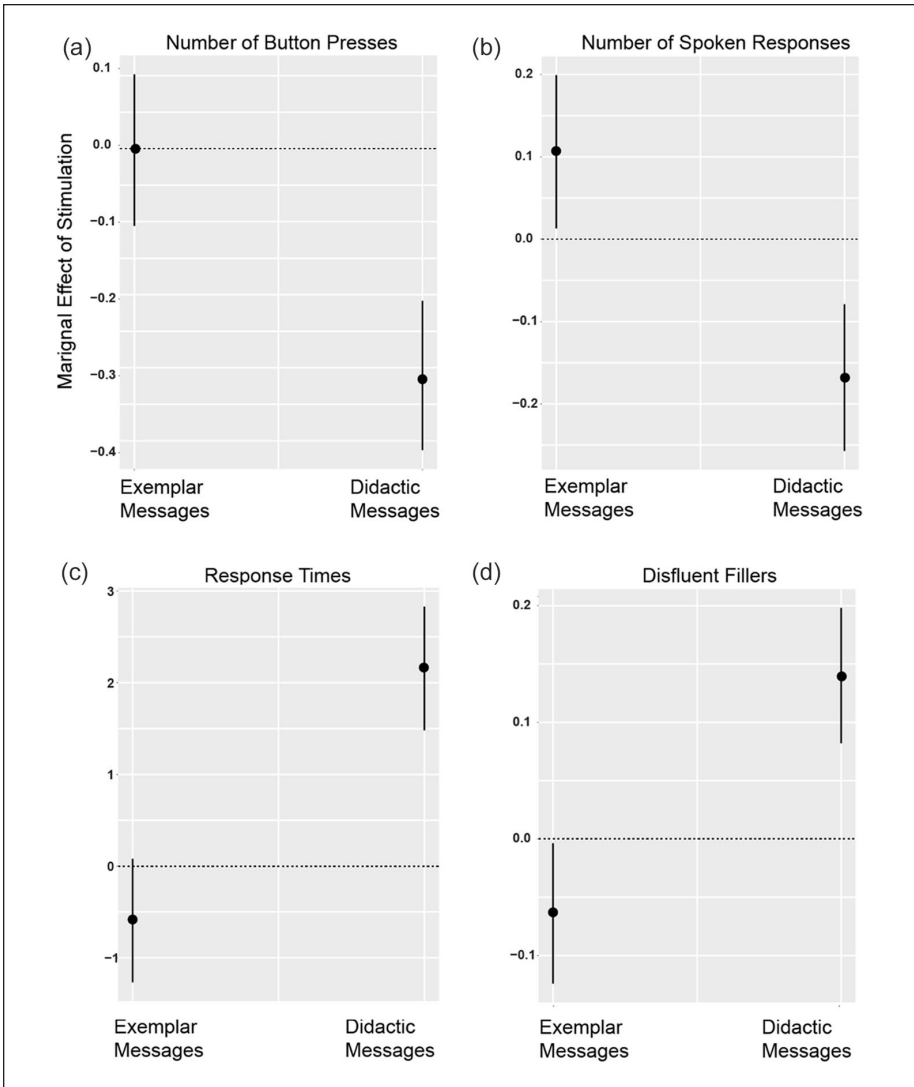 (a)
Number of Button Presses
Marignal Effect of Stimulation
0.1
0.0
−0.1
−0.2
−0.3
−0.4
Exemplar
Messages
Didactic
Messages
(b)
Number of Spoken Responses
0.2
0.1
0.0
−0.1
−0.2
Exemplar
Messages
Didactic
Messages
(c)
Response Times
3
2
1
0
−1
Exemplar
Messages
Didactic
Messages
(d)
Disfluent Fillers
0.2
0.1
0.0
−0.1
Exemplar
Messages
Didactic
Messages